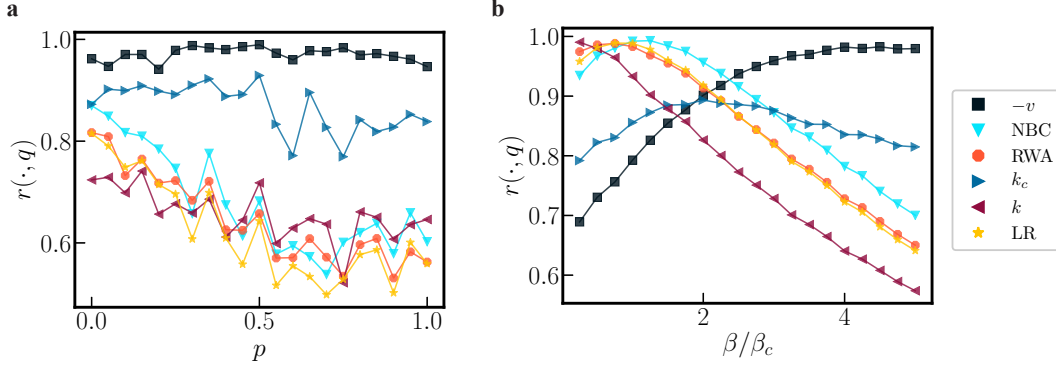 a
b
r(·, q)
1.0
0.8
0.6
0.0
0.5
1.0
p
r(·, q)
1.0
0.9
0.8
0.7
0.6
2
4
β/β_c
−v
NBC
RWA
k_c
k
LR